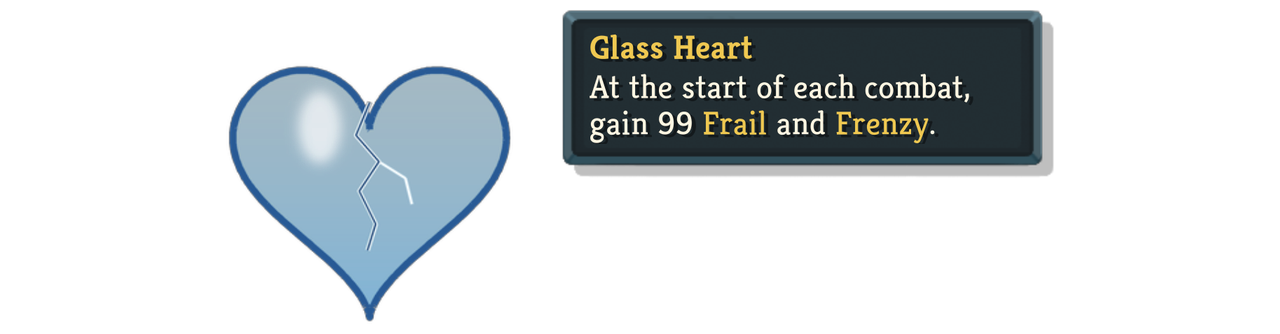 Glass Heart
At the start of each combat,
gain 99 Frail and Frenzy.